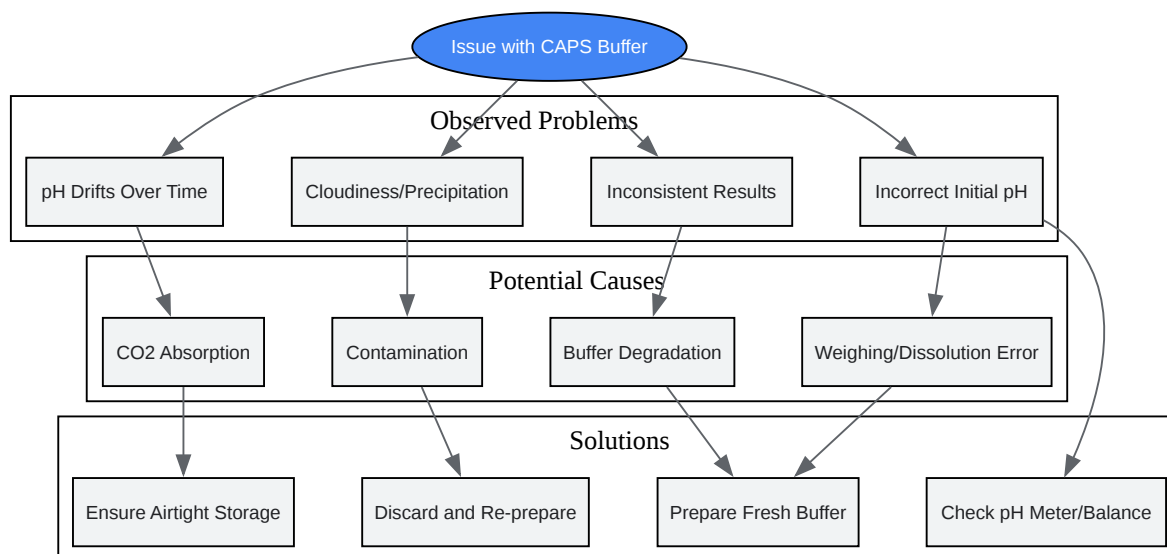 Issue with CAPS Buffer
Observed Problems
pH Drifts Over Time
Cloudiness/Precipitation
Inconsistent Results
Incorrect Initial pH
Potential Causes
CO2 Absorption
Contamination
Buffer Degradation
Weighing/Dissolution Error
Solutions
Ensure Airtight Storage
Discard and Re-prepare
Prepare Fresh Buffer
Check pH Meter/Balance